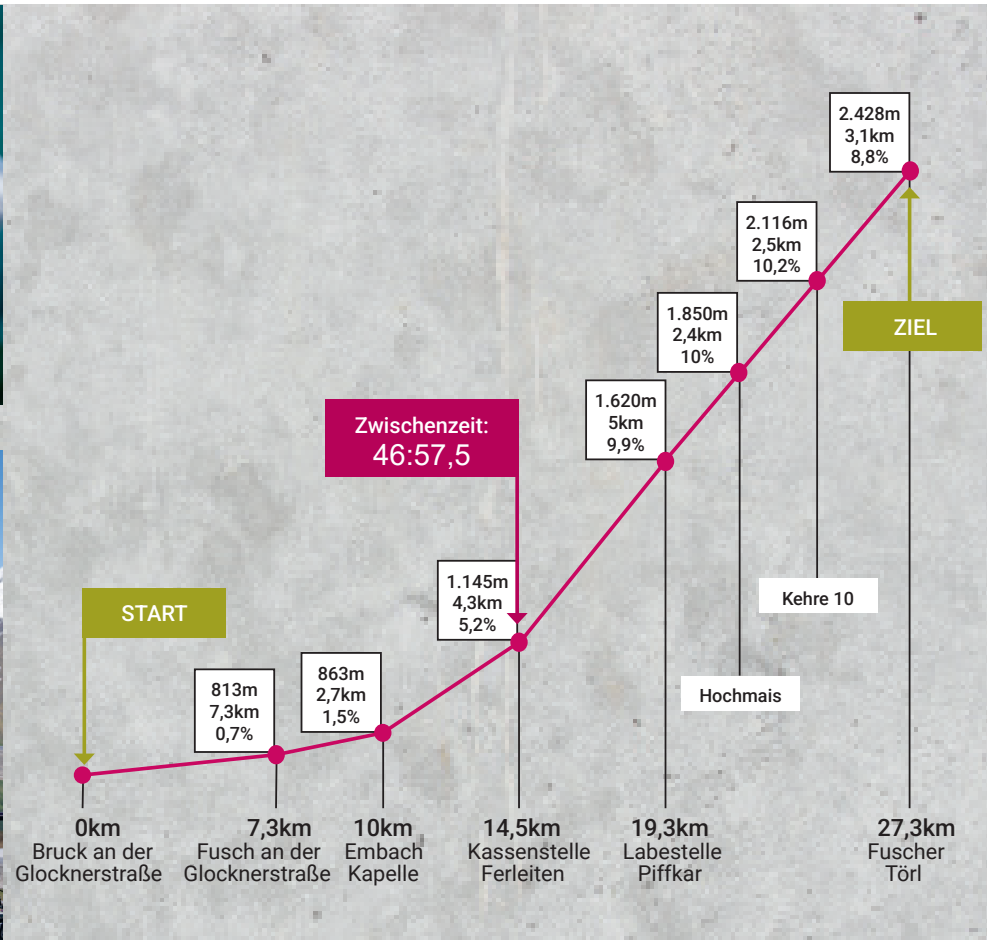 2.428m
3,1km
8,8%
2.116m
2,5km
10,2%
ZIEL
1.850m
2,4km
10%
1.620m
5km
9,9%
Zwischenzeit:
46:57,5
1.145m
4,3km
5,2%
START
Kehre 10
863m
2,7km
1,5%
813m
7,3km
0,7%
Hochmais
0km
Bruck an der
Glocknerstraße
7,3km
Fusch an der
Glocknerstraße
10km
Embach
Kapelle
14,5km
Kassenstelle
Ferleiten
19,3km
Labestelle
Piffkar
27,3km
Fuscher
Törl